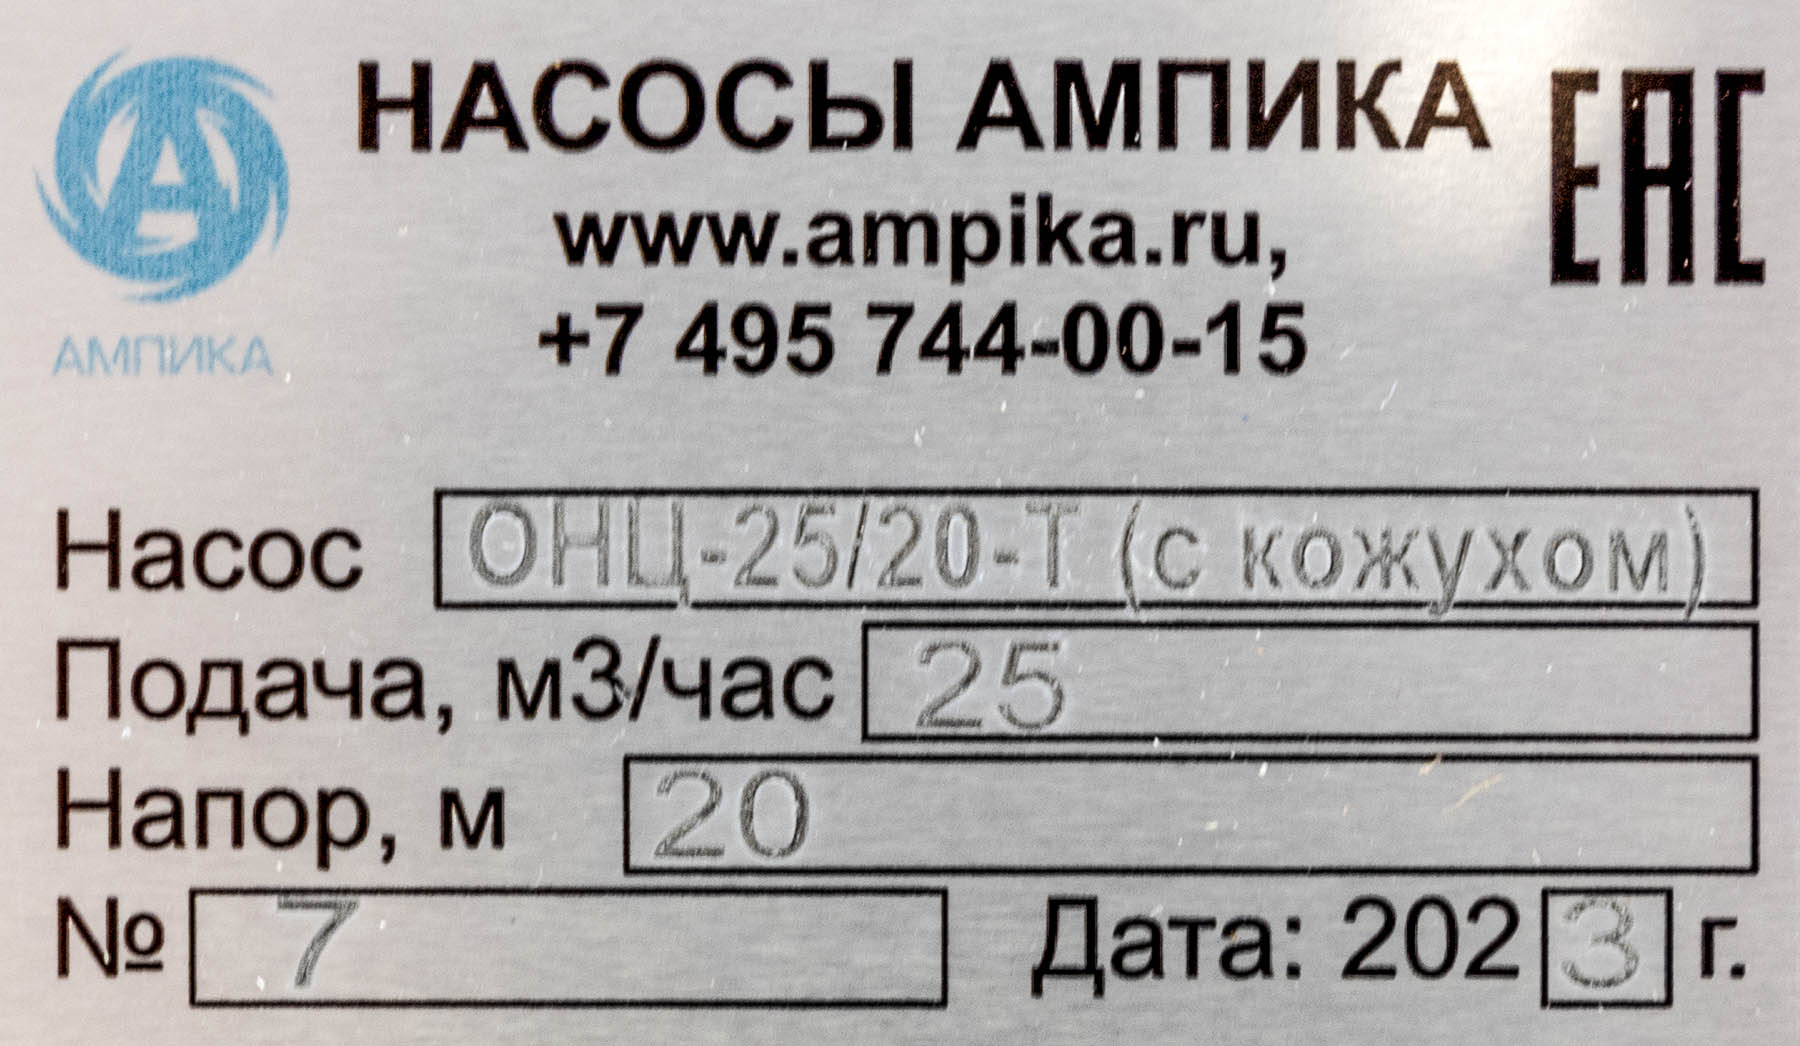 НАСОСЫ АМПИКА
ЕАС
www.ampika.ru,
+7 495 744-00-15
АМПИКА
Насос ОНЦ-25/20-Т (с кожухом)
Подача, м3/час 25
Напор, м 20
№ 7 Дата: 2023 г.